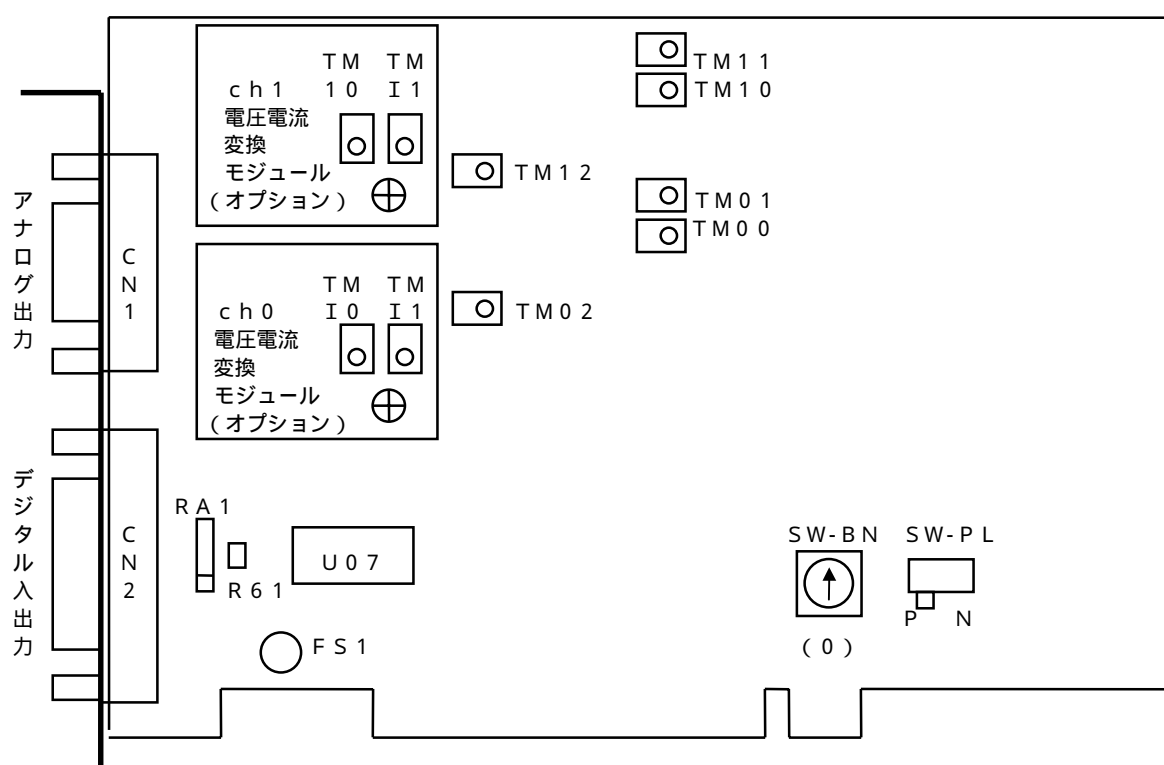 ＴＭ ＴＭ
ｃｈ１ １０ Ｉ１
電圧電流
変換
モジュール
（オプション）
ＴＭ１１
ＴＭ１０
ＴＭ１２
ＴＭ０１
ＴＭ００
アナログ出力
ＣＮ１
ＴＭ ＴＭ
ｃｈ０ Ｉ０ Ｉ１
電圧電流
変換
モジュール
（オプション）
ＴＭ０２
デジタル入出力
ＣＮ２
ＲＡ１
Ｒ６１
Ｕ０７
ＦＳ１
ＳＷ-ＢＮ ＳＷ-ＰＬ
Ｐ Ｎ
（０）